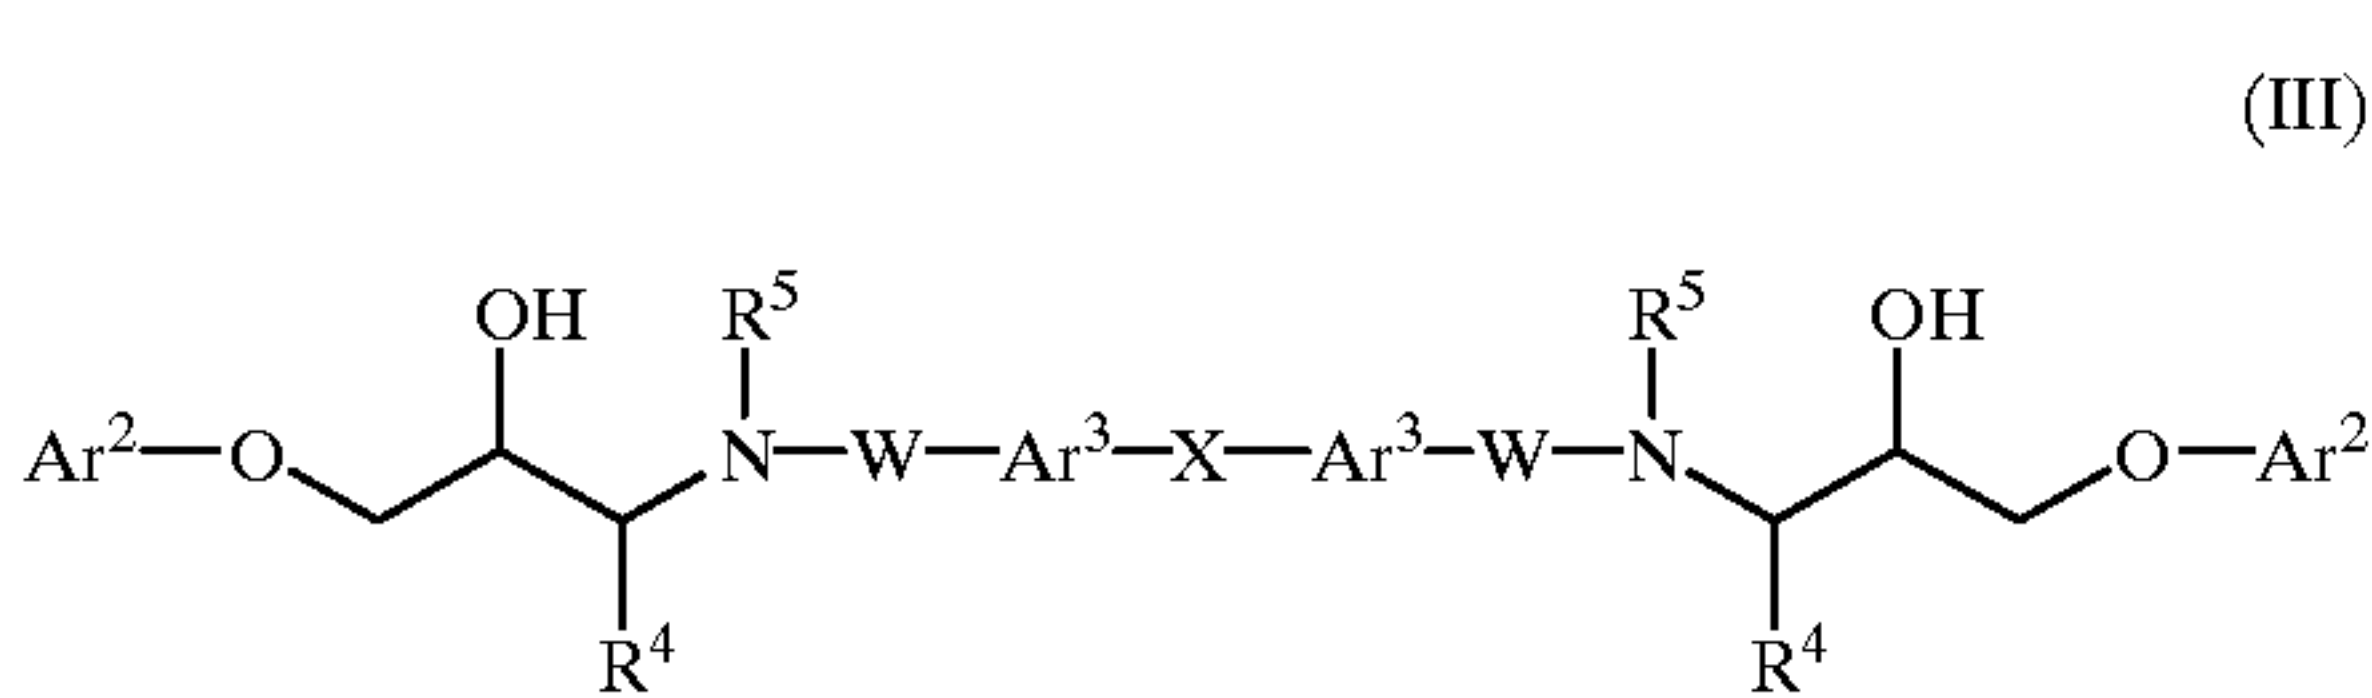 (III)
OH R⁵ R⁵ OH
Ar² O N W Ar³ X Ar³ W N O Ar²
R⁴ R⁴